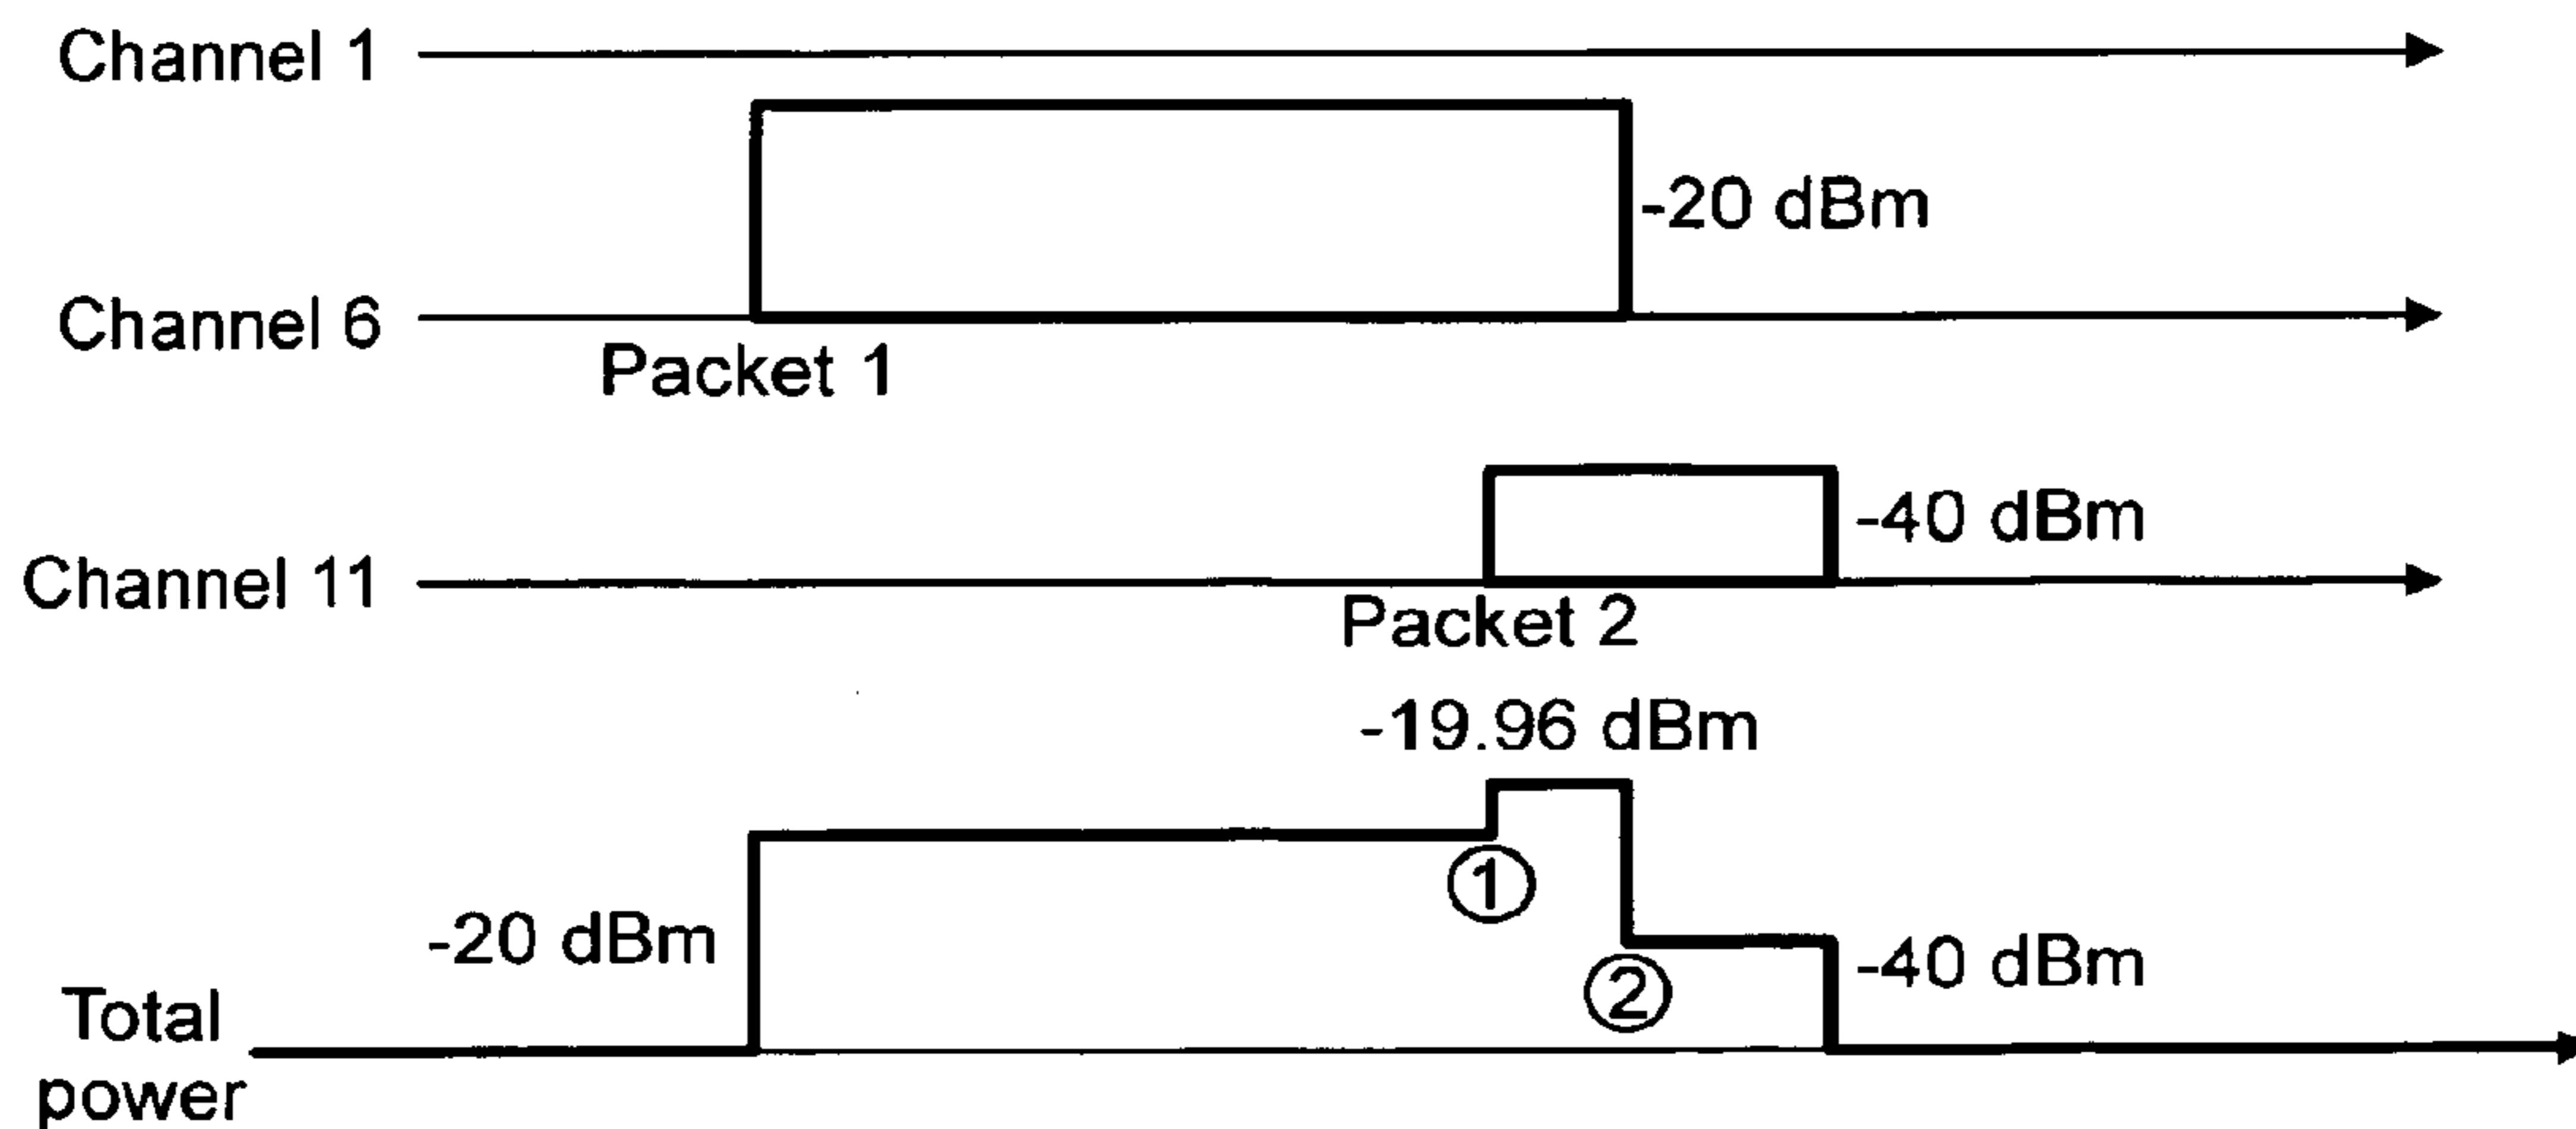 Channel 1
-20 dBm
Channel 6
Packet 1
-40 dBm
Channel 11
Packet 2
-19.96 dBm
1
-20 dBm
-40 dBm
2
Total
power